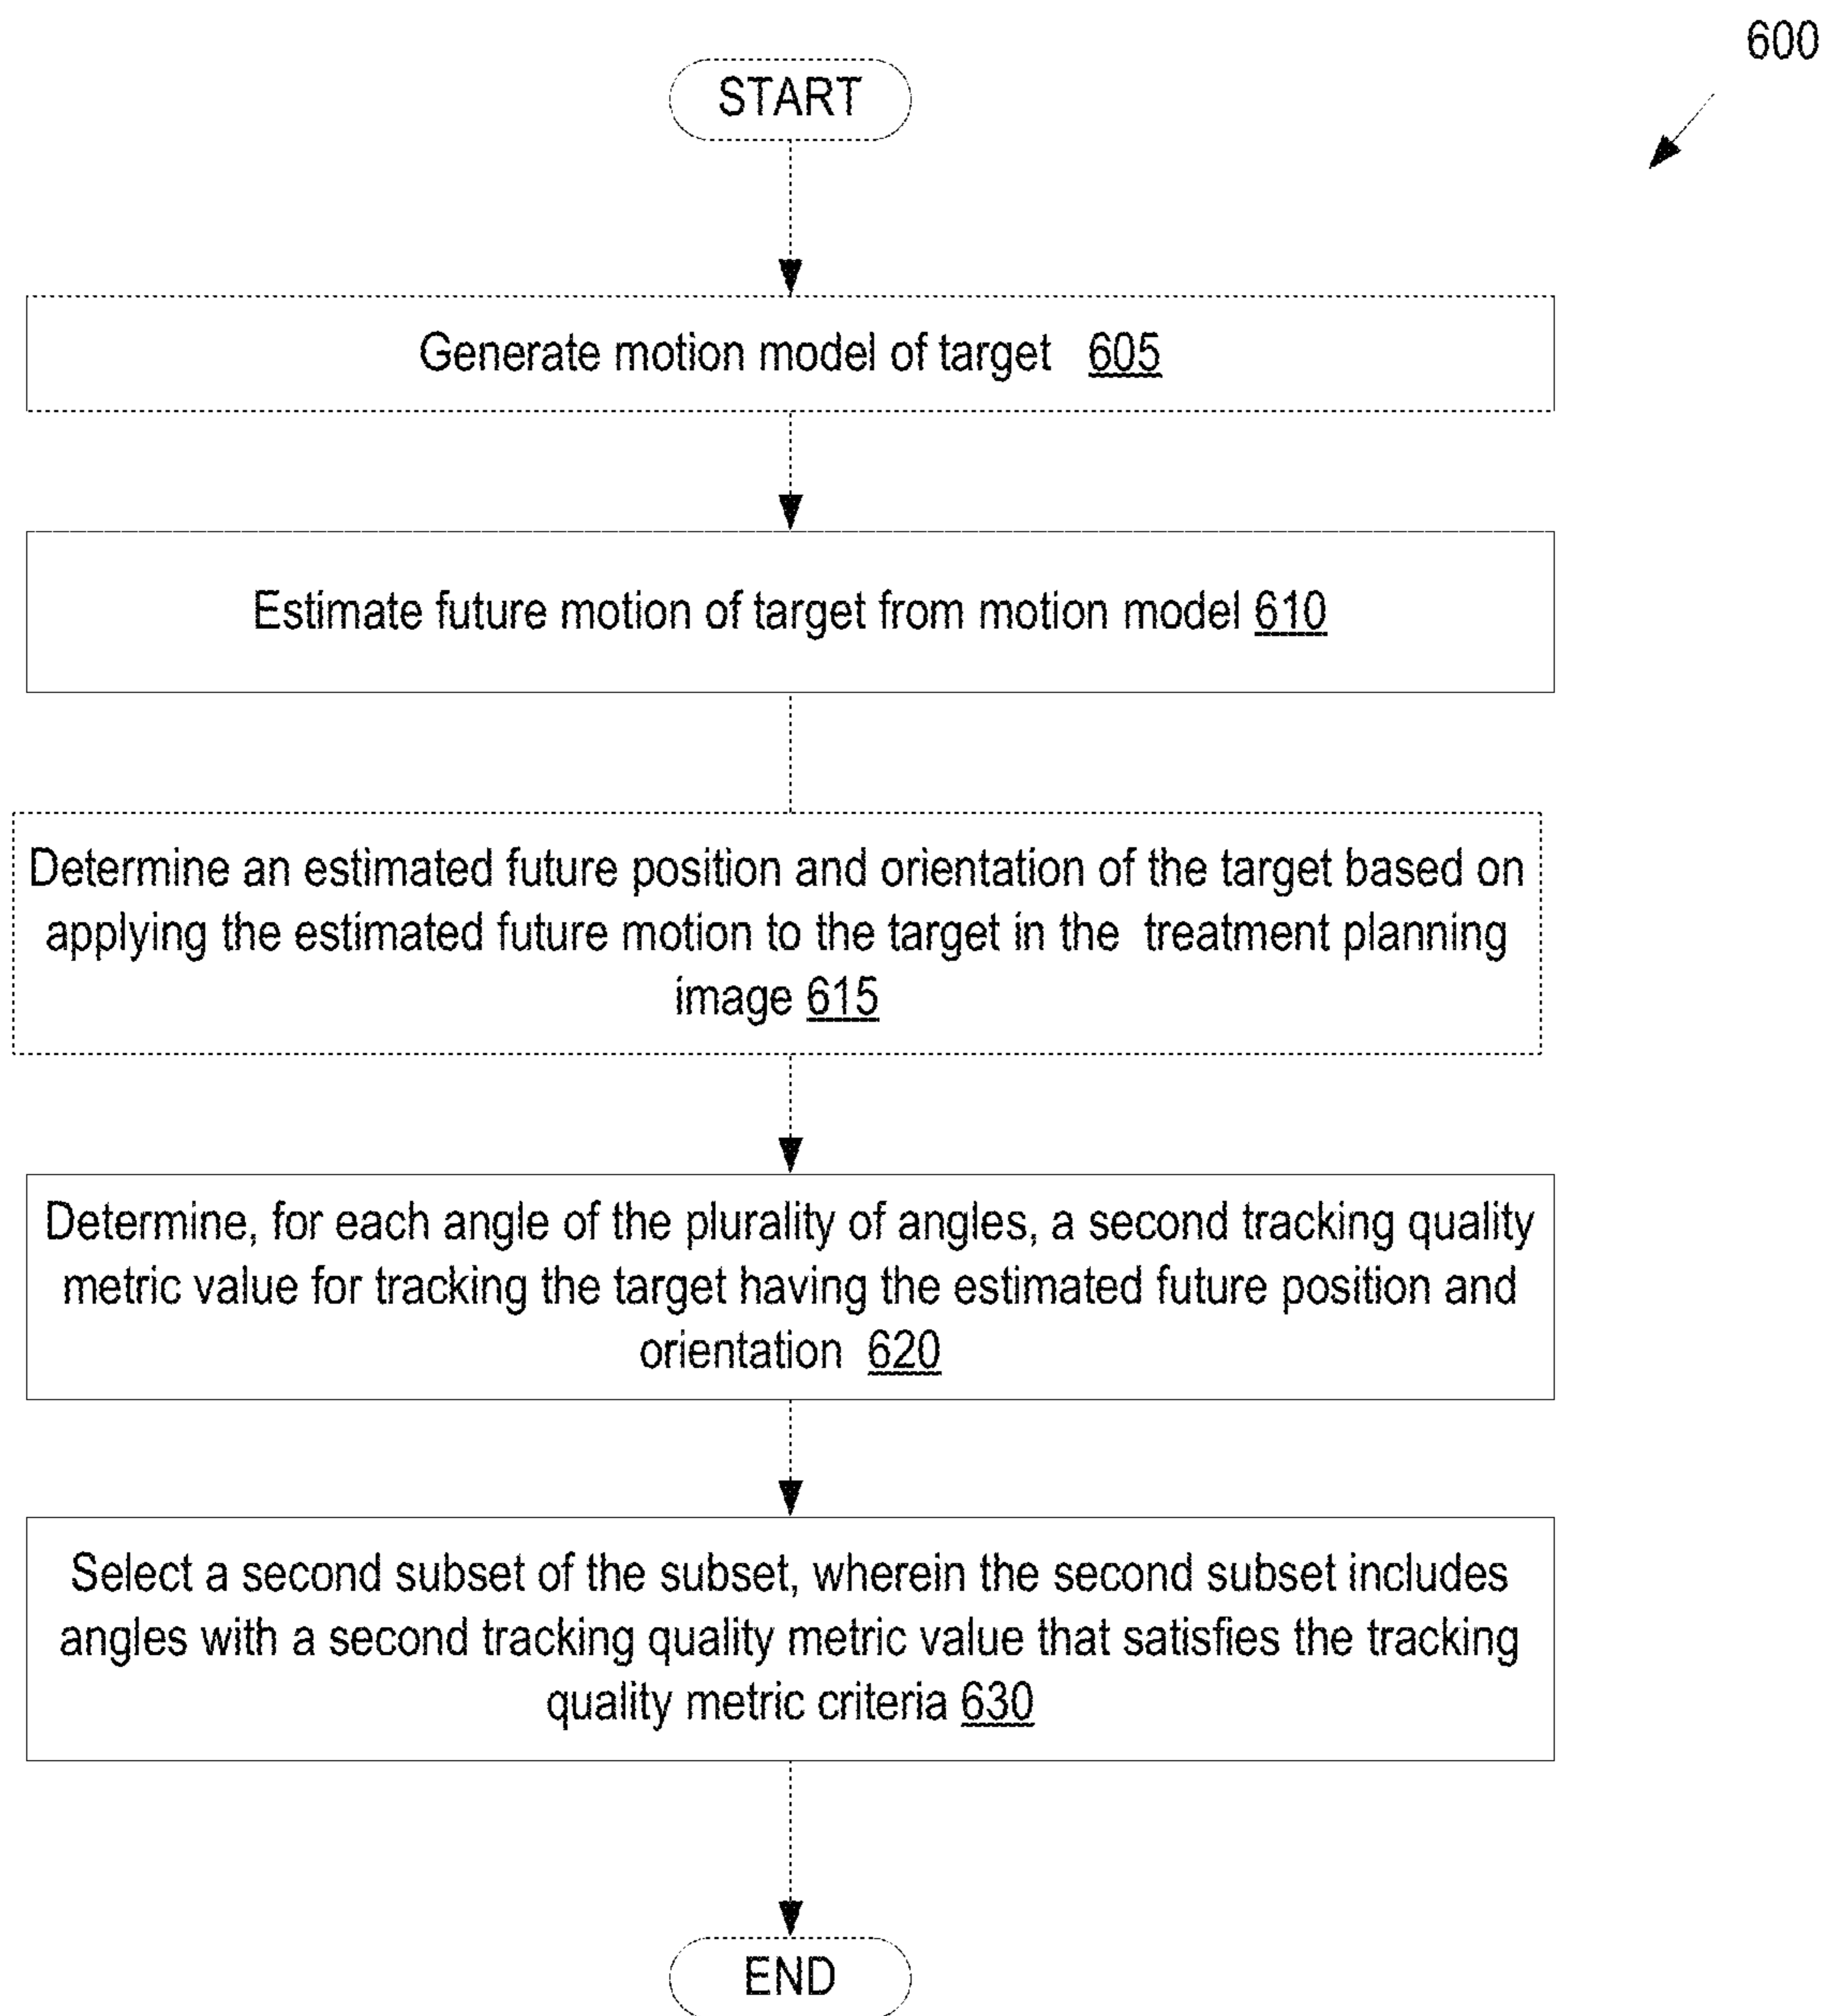 600
START
Generate motion model of target 605
Estimate future motion of target from motion model 610
Determine an estimated future position and orientation of the target based on
applying the estimated future motion to the target in the treatment planning
image 615
Determine, for each angle of the plurality of angles, a second tracking quality
metric value for tracking the target having the estimated future position and
orientation 620
Select a second subset of the subset, wherein the second subset includes
angles with a second tracking quality metric value that satisfies the tracking
quality metric criteria 630
END